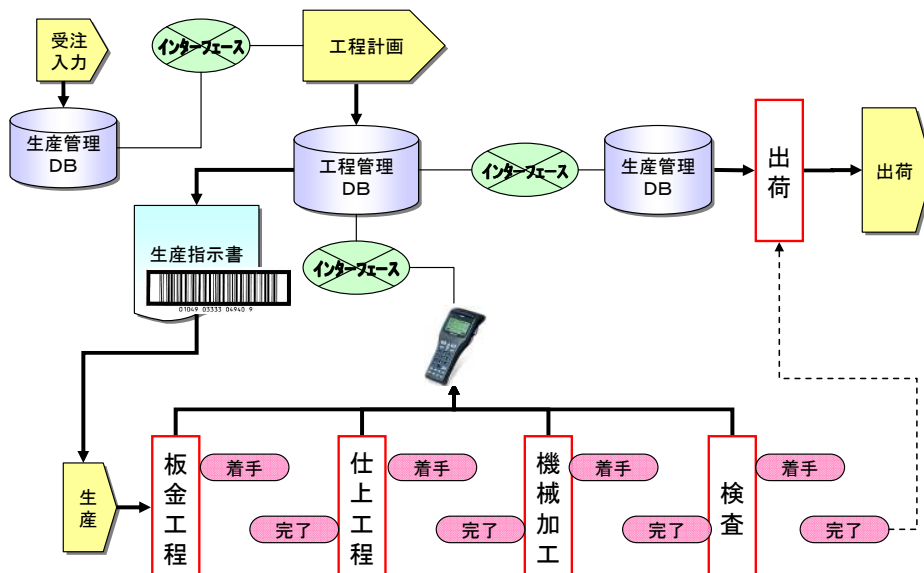 受注
入力
インターフェース
工程計画
生産管理
DB
工程管理
DB
インターフェース
生産管理
DB
出荷
出荷
生産指示書
01049 03333 04940 9
インターフェース
生産
板金工程
着手
完了
仕上工程
着手
完了
機械加工
着手
完了
検査
着手
完了